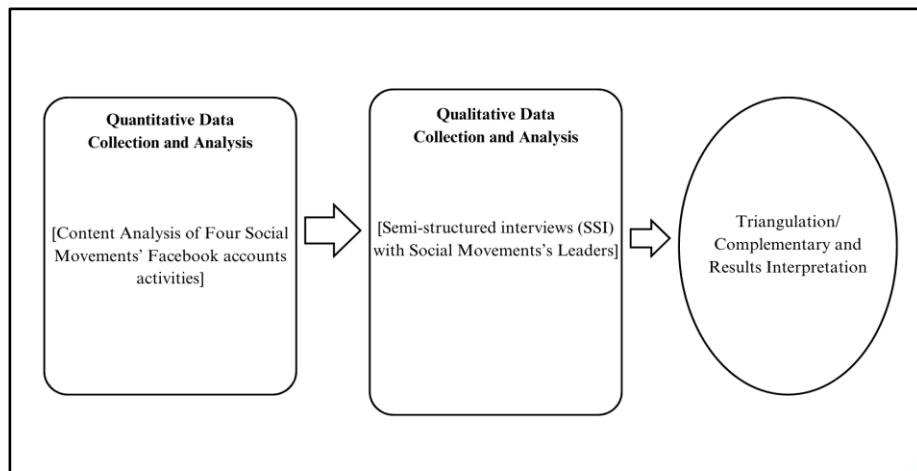 Quantitative Data
Collection and Analysis
[Content Analysis of Four Social
Movements’ Facebook accounts
activities]
Qualitative Data
Collection and Analysis
[Semi-structured interviews (SSI)
with Social Movements’s Leaders]
Triangulation/
Complementary and
Results Interpretation